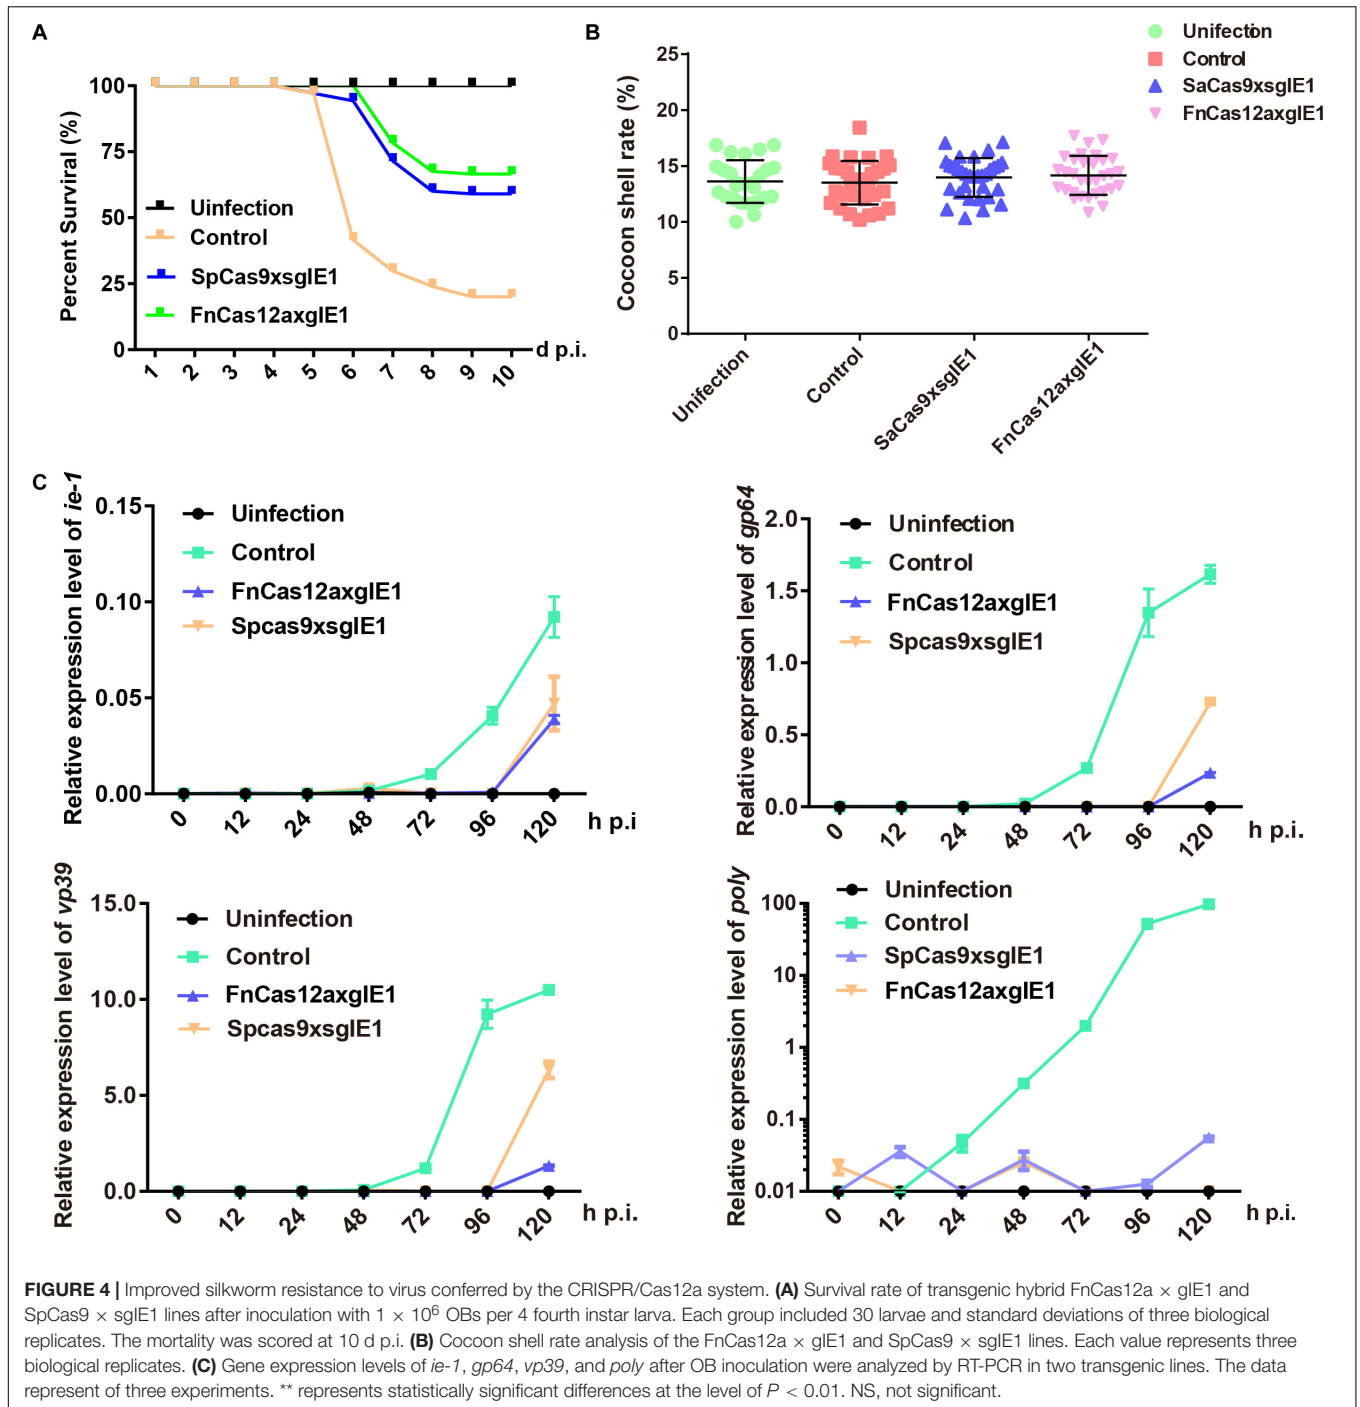 A
Percent Surviral (%)
100
75
50
25
0
Uinfection
Control
SpCas9xsgIE1
FnCas12axgIE1
1 2 3 4 5 6 7 8 9 10
d p.i.
B
Cocoon shell rate (%)
25
20
15
10
5
0
Unifection
Control
SaCas9xsgIE1
FnCas12axgIE1
Unifection
Control
SaCas9xsgIE1
FnCas12axgIE1
C
Relative expression level of ie-1
0.15
0.10
0.05
0.00
Uinfection
Control
FnCas12axgIE1
Spcas9xsgIE1
0 12 24 48 72 96 120
h p.i
Relative expression level of gp64
2.0
1.5
1.0
0.5
0.0
Uninfection
Control
FnCas12axgIE1
Spcas9xsgIE1
0 12 24 48 72 96 120
h p.i.
Relative expression level of vp39
15.0
10.0
5.0
0.0
Uninfection
Control
FnCas12axgIE1
Spcas9xsgIE1
0 12 24 48 72 96 120
h p.i.
Relative expression level of poly
100
10
1
0.1
0.01
Uninfection
Control
SpCas9xsgIE1
FnCas12axgIE1
0 12 24 48 72 96 120
h p.i.
FIGURE 4 | Improved silkworm resistance to virus conferred by the CRISPR/Cas12a system. (A) Survival rate of transgenic hybrid FnCas12a × gIE1 and
SpCas9 × sgIE1 lines after inoculation with 1 × 10⁶ OBs per 4 fourth instar larva. Each group included 30 larvae and standard deviations of three biological
replicates. The mortality was scored at 10 d p.i. (B) Cocoon shell rate analysis of the FnCas12a × gIE1 and SpCas9 × sgIE1 lines. Each value represents three
biological replicates. (C) Gene expression levels of ie-1, gp64, vp39, and poly after OB inoculation were analyzed by RT-PCR in two transgenic lines. The data
represent of three experiments. ** represents statistically significant differences at the level of P < 0.01. NS, not significant.